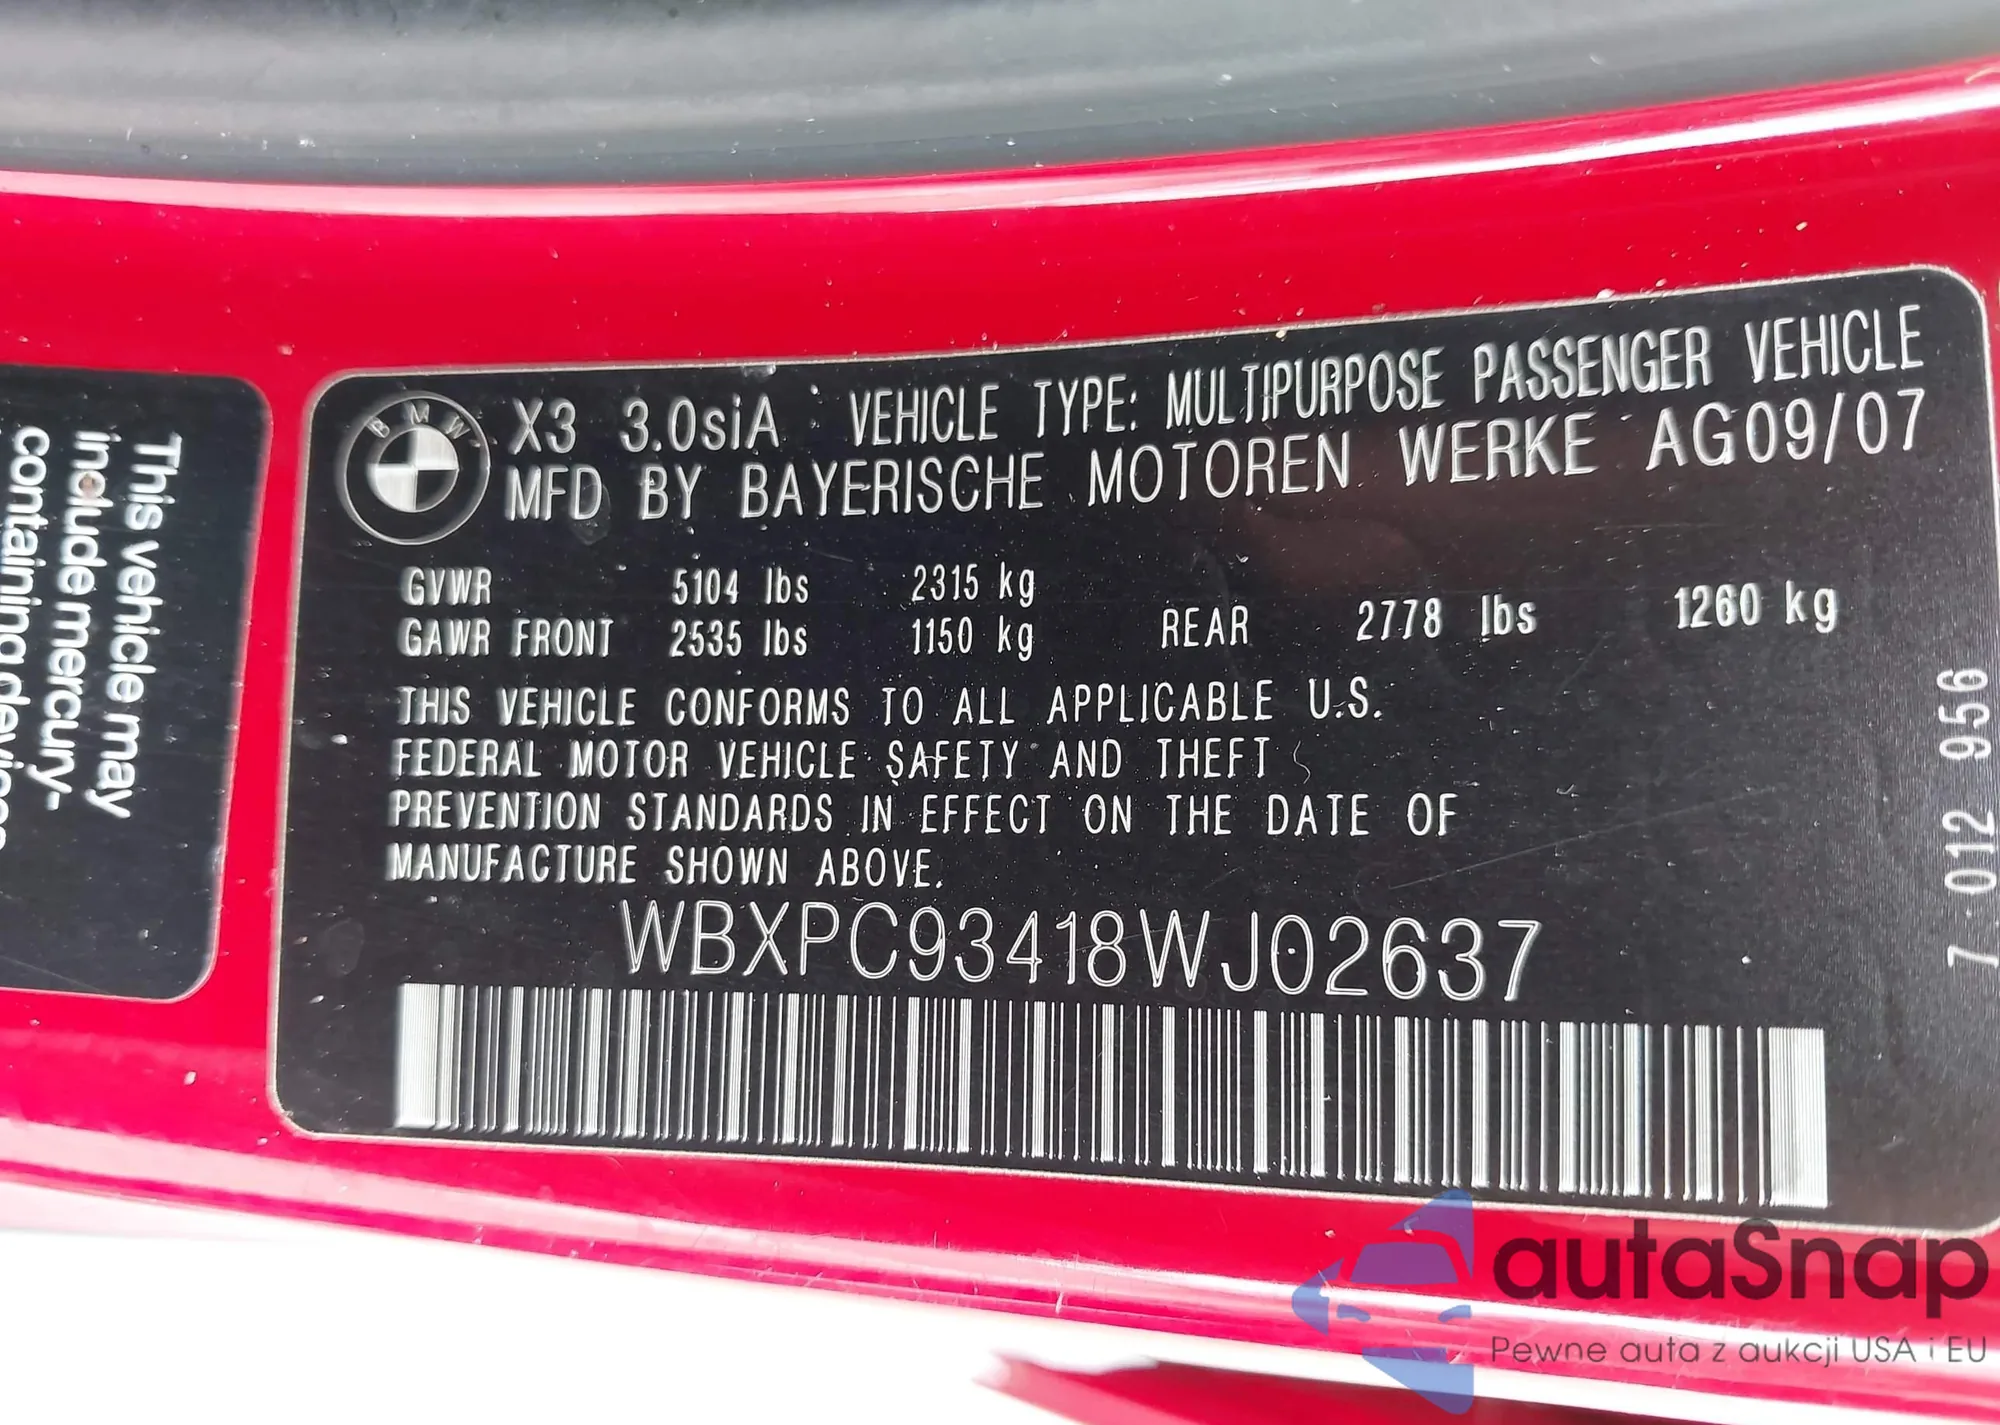 This vehicle may
include mercury-
containing devices
BMW
X3 3.0siA VEHICLE TYPE: MULTIPURPOSE PASSENGER VEHICLE
MFD BY BAYERISCHE MOTOREN WERKE AG09/07
GVWR 5104 lbs 2315 kg
GAWR FRONT 2535 lbs 1150 kg REAR 2778 lbs 1260 kg
THIS VEHICLE CONFORMS TO ALL APPLICABLE U.S.
FEDERAL MOTOR VEHICLE SAFETY AND THEFT
PREVENTION STANDARDS IN EFFECT ON THE DATE OF
MANUFACTURE SHOWN ABOVE.
WBXPC93418WJ02637
7 012 956
autaSnap
Pewne auta z aukcji USA i EU